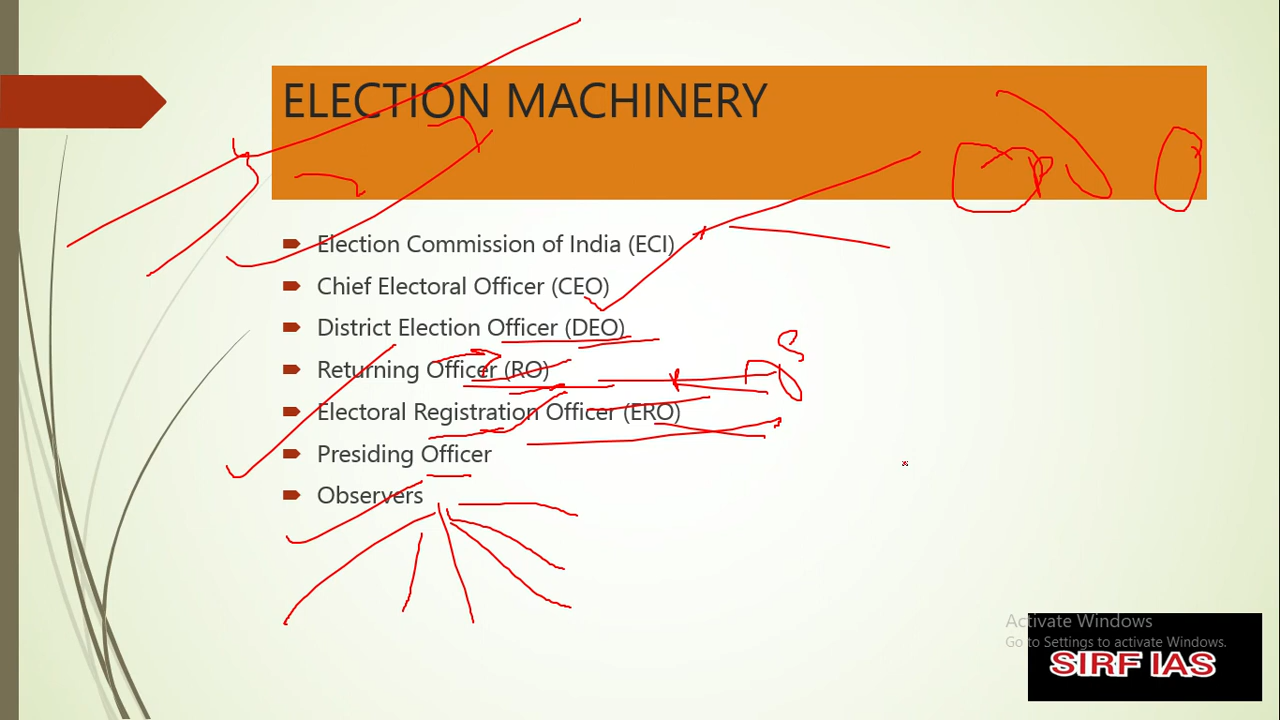 ELECTION MACHINERY
Election Commission of India (ECI)
Chief Electoral Officer (CEO)
District Election Officer (DEO)
Returning Officer (RO)
Electoral Registration Officer (ERO)
Presiding Officer
Observers
Activate Windows
Go to Settings to activate Windows.
SIRF IAS